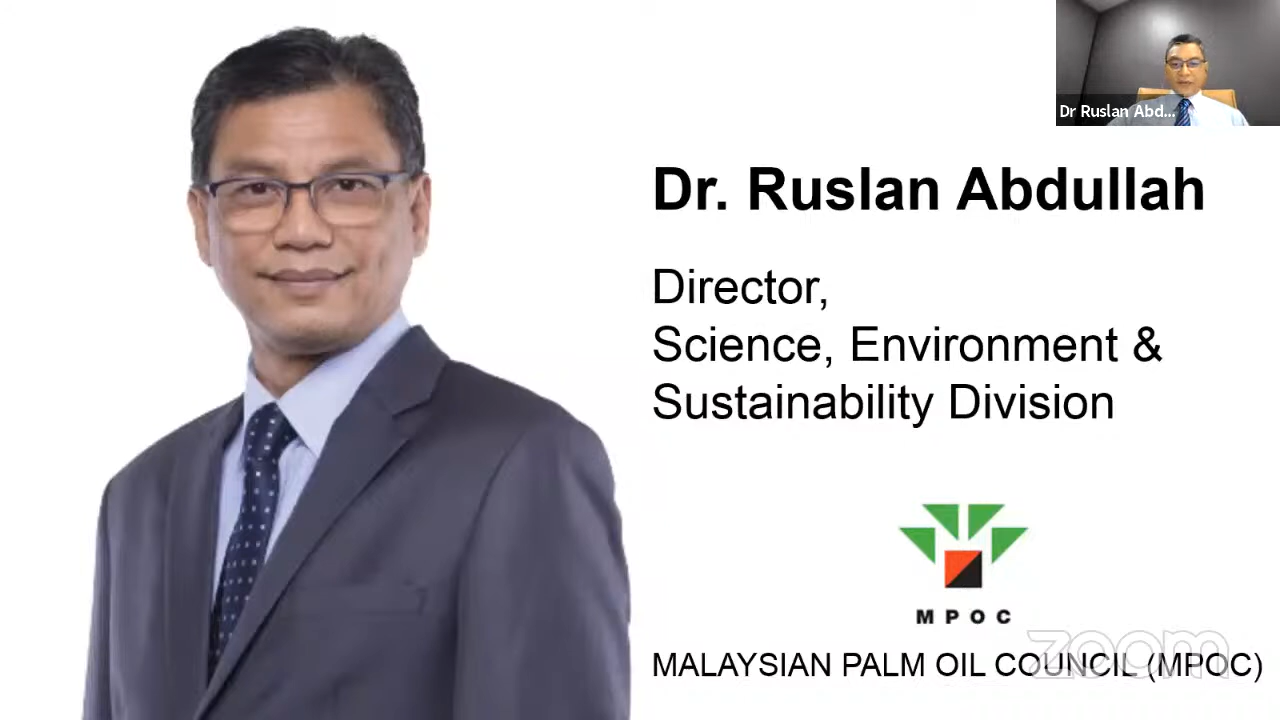 Dr Ruslan Abd...
Dr. Ruslan Abdullah
Director,
Science, Environment &
Sustainability Division
MPOC
zoom
MALAYSIAN PALM OIL COUNCIL (MPOC)